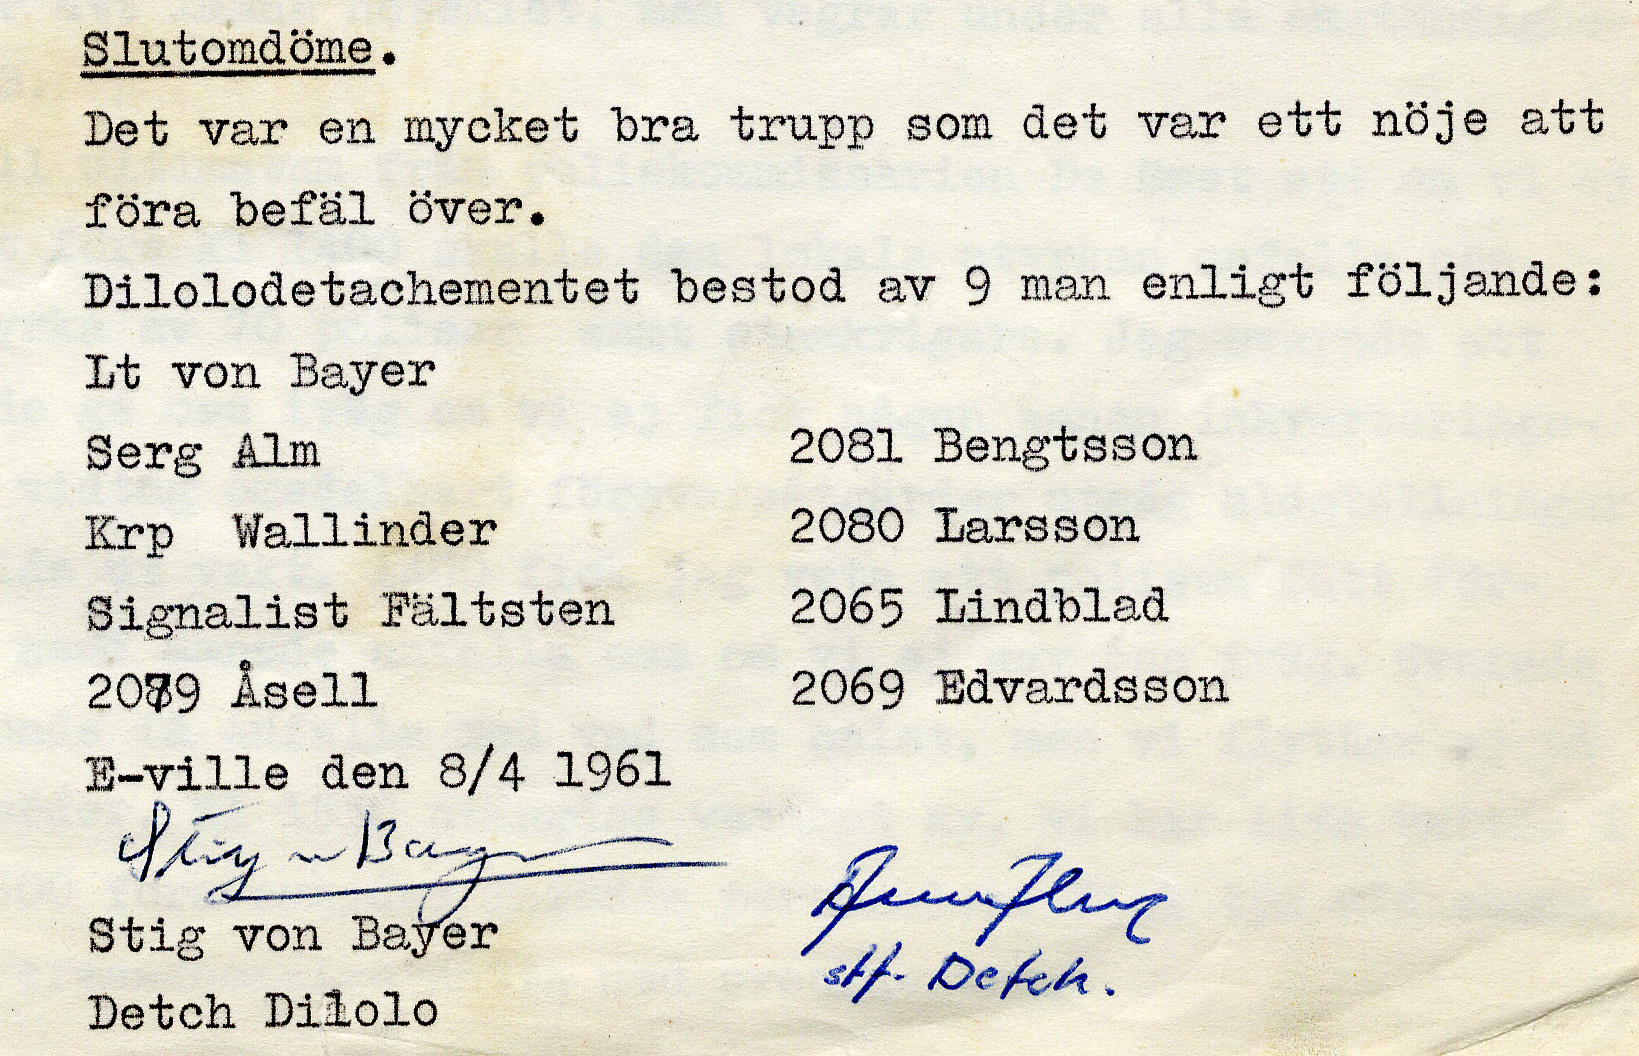 Slutomdöme.
Det var en mycket bra trupp som det var ett nöje att
föra befäl över.
Dilolodetachementet bestod av 9 man enligt följande:
Lt von Bayer
Serg Alm
2081 Bengtsson
Krp Wallinder
2080 Larsson
Signalist Fältsten
2065 Lindblad
2079 Åsell
2069 Edvardsson
E-ville den 8/4 1961
Stig v Bayer
Stig von Bayer
stf. Detch.
Detch Dilolo